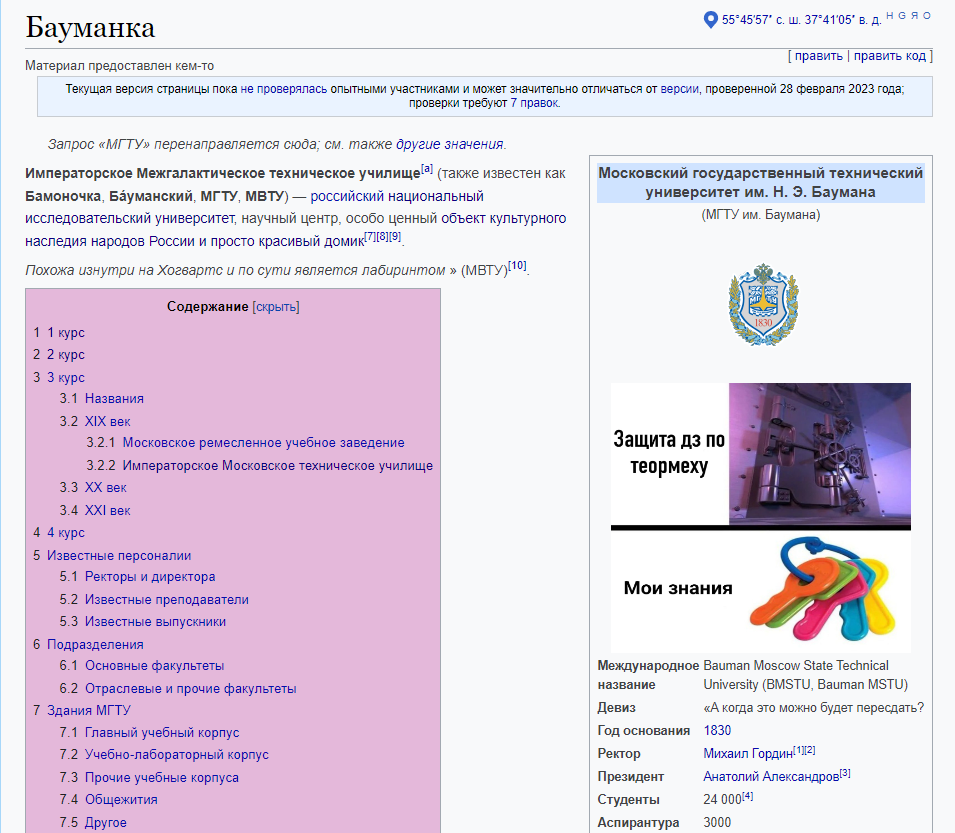 Бауманка
55°45′57″ с. ш. 37°41′05″ в. д. H G Я O
[ править | править код ]
Материал предоставлен кем-то
Текущая версия страницы пока не проверялась опытными участниками и может значительно отличаться от версии, проверенной 28 февраля 2023 года;
проверки требуют 7 правок.
Запрос «МГТУ» перенаправляется сюда; см. также другие значения.
Императорское Межгалактическое техническое училище[a] (также известен как
Бамоночка, Ба́уманский, МГТУ, МВТУ) — российский национальный
исследовательский университет, научный центр, особо ценный объект культурного
наследия народов России и просто красивый домик[7][8][9].
Похожа изнутри на Хогвартс и по сути является лабиринтом » (МВТУ)[10].
Содержание [скрыть]
1 1 курс
2 2 курс
3 3 курс
3.1 Названия
3.2 XIX век
3.2.1 Московское ремесленное учебное заведение
3.2.2 Императорское Московское техническое училище
3.3 XX век
3.4 XXI век
4 4 курс
5 Известные персоналии
5.1 Ректоры и директора
5.2 Известные преподаватели
5.3 Известные выпускники
6 Подразделения
6.1 Основные факультеты
6.2 Отраслевые и прочие факультеты
7 Здания МГТУ
7.1 Главный учебный корпус
7.2 Учебно-лабораторный корпус
7.3 Прочие учебные корпуса
7.4 Общежития
7.5 Другое
Московский государственный технический
университет им. Н. Э. Баумана
(МГТУ им. Баумана)
1830
Защита дз по
теормеху
Мои знания
Международное Bauman Moscow State Technical
название University (BMSTU, Bauman MSTU)
Девиз «А когда это можно будет пересдать?
Год основания 1830
Ректор Михаил Гордин[1][2]
Президент Анатолий Александров[3]
Студенты 24 000[4]
Аспирантура 3000